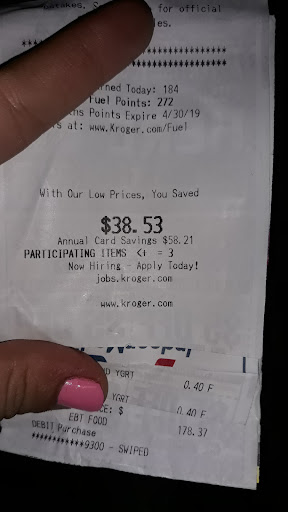 for official
es.
************************
************************
rned Today: 184
Fuel Points: 272
Points Expire 4/30/19
at: www.Kroger.com/Fuel
With Our Low Prices, You Saved
$38.53
Annual Card Savings $58.21
PARTICIPATING ITEMS <+ = 3
Now Hiring - Apply Today!
jobs.kroger.com
www.kroger.com
YGRT 0.40 F
YGRT 0.40 F
CE: $
EBT FOOD 178.37
DEBIT Purchase
************9300 - SWIPED